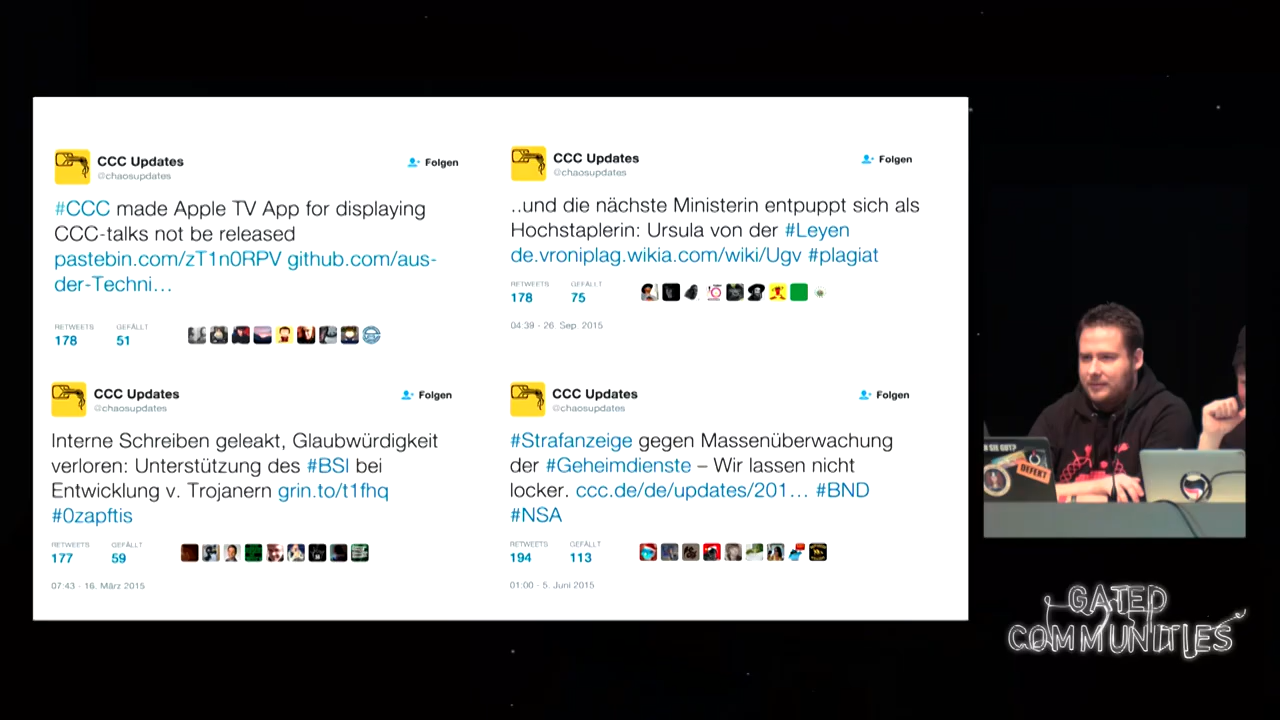 CCC Updates
@chaosupdates
Folgen
#CCC made Apple TV App for displaying
CCC-talks not be released
pastebin.com/zT1n0RPV github.com/aus-
der-Techni…
RETWEETS
GEFÄLLT
178
51
CCC Updates
@chaosupdates
Folgen
..und die nächste Ministerin entpuppt sich als
Hochstaplerin: Ursula von der #Leyen
de.vroniplag.wikia.com/wiki/Ugv #plagiat
RETWEETS
GEFÄLLT
178
75
04:39 - 26. Sep. 2015
CCC Updates
@chaosupdates
Folgen
Interne Schreiben geleakt, Glaubwürdigkeit
verloren: Unterstützung des #BSI bei
Entwicklung v. Trojanern grin.to/t1fhq
#0zapftis
RETWEETS
GEFÄLLT
177
59
07:43 - 16. März 2015
CCC Updates
@chaosupdates
Folgen
#Strafanzeige gegen Massenüberwachung
der #Geheimdienste – Wir lassen nicht
locker. ccc.de/de/updates/201… #BND
#NSA
RETWEETS
GEFÄLLT
194
113
01:00 - 5. Juni 2015
DEFEKT
GATED
COMMUNITIES